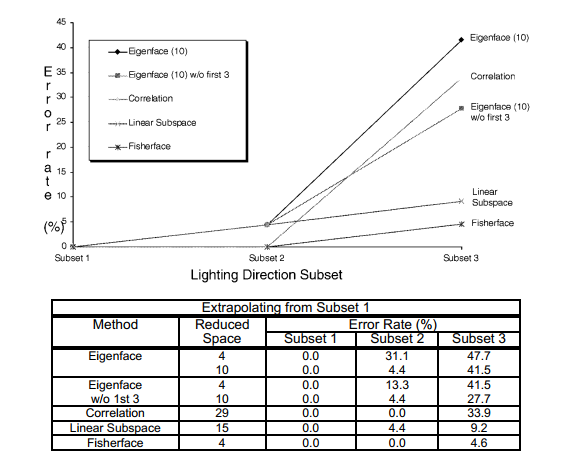 45
40
35
30
25
20
15
10
5
0
Error rate (%)
Eigenface (10)
Eigenface (10) w/o first 3
Correlation
Linear Subspace
Fisherface
Eigenface (10)
Correlation
Eigenface (10)
w/o first 3
Linear
Subspace
Fisherface
Subset 1 Subset 2 Subset 3
Lighting Direction Subset
Extrapolating from Subset 1
Method Reduced Error Rate (%)
Space Subset 1 Subset 2 Subset 3
Eigenface 4 0.0 31.1 47.7
10 0.0 4.4 41.5
Eigenface 4 0.0 13.3 41.5
w/o 1st 3 10 0.0 4.4 27.7
Correlation 29 0.0 0.0 33.9
Linear Subspace 15 0.0 4.4 9.2
Fisherface 4 0.0 0.0 4.6